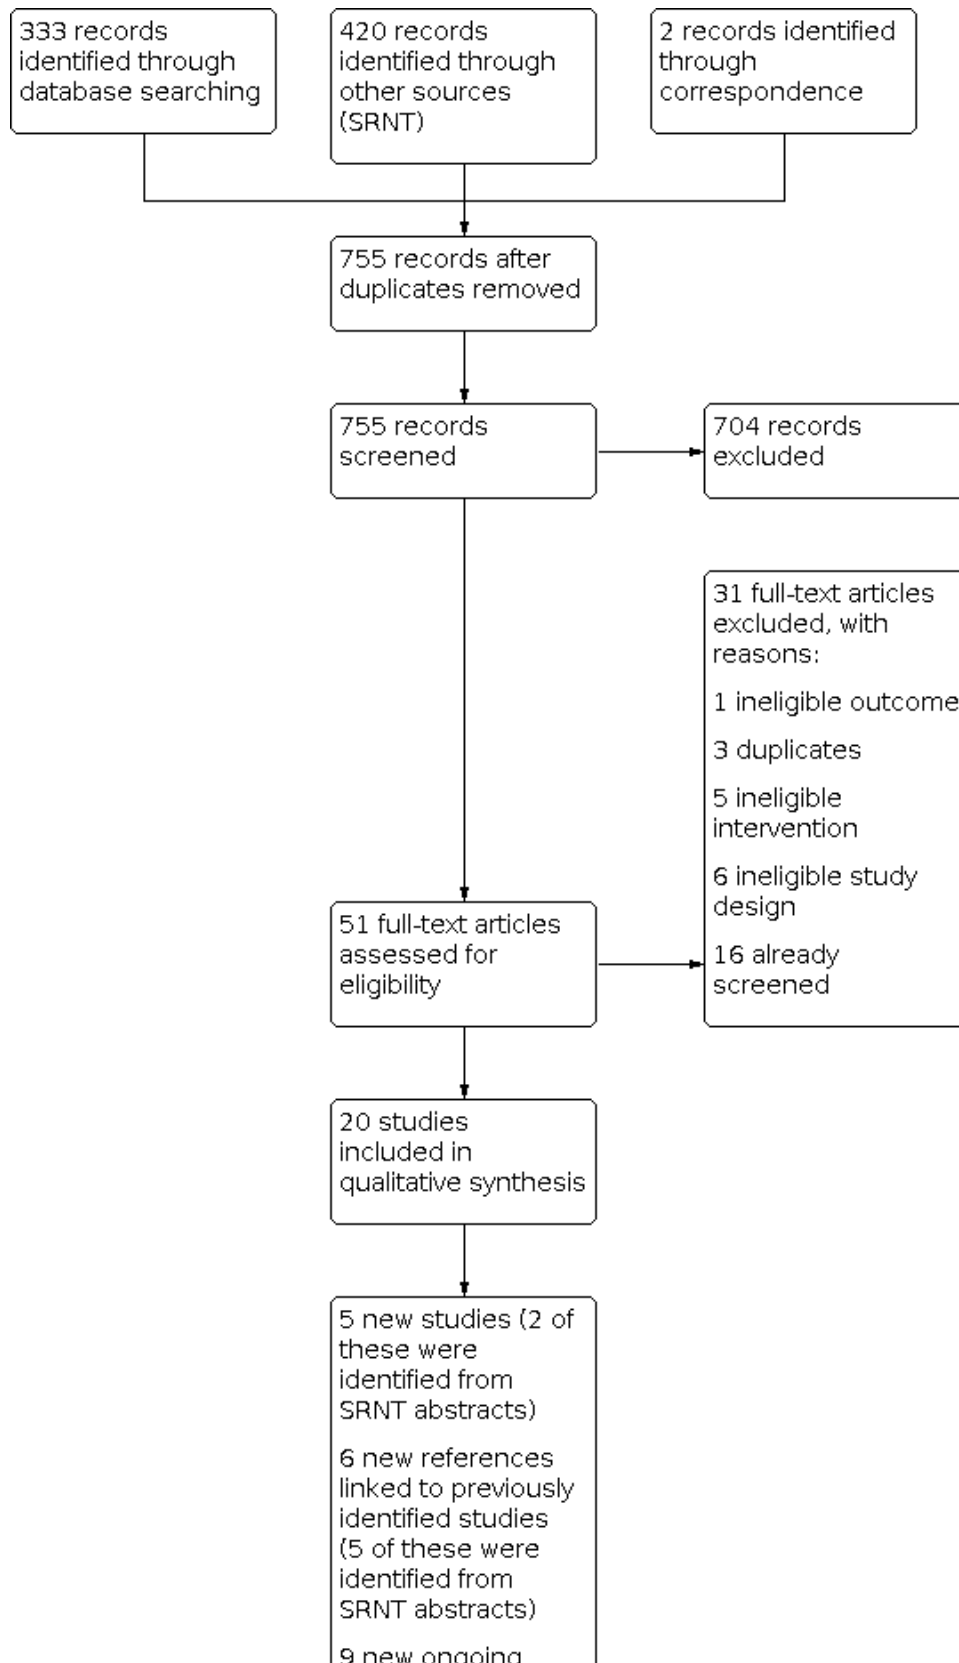 333 records
identified through
database searching
420 records
identified through
other sources
(SRNT)
2 records identified
through
correspondence
755 records after
duplicates removed
755 records
screened
704 records
excluded
31 full-text articles
excluded, with
reasons:
1 ineligible outcome
3 duplicates
5 ineligible
intervention
6 ineligible study
design
16 already
screened
51 full-text articles
assessed for
eligibility
20 studies
included in
qualitative synthesis
5 new studies (2 of
these were
identified from
SRNT abstracts)
6 new references
linked to previously
identified studies
(5 of these were
identified from
SRNT abstracts)
9 new ongoing